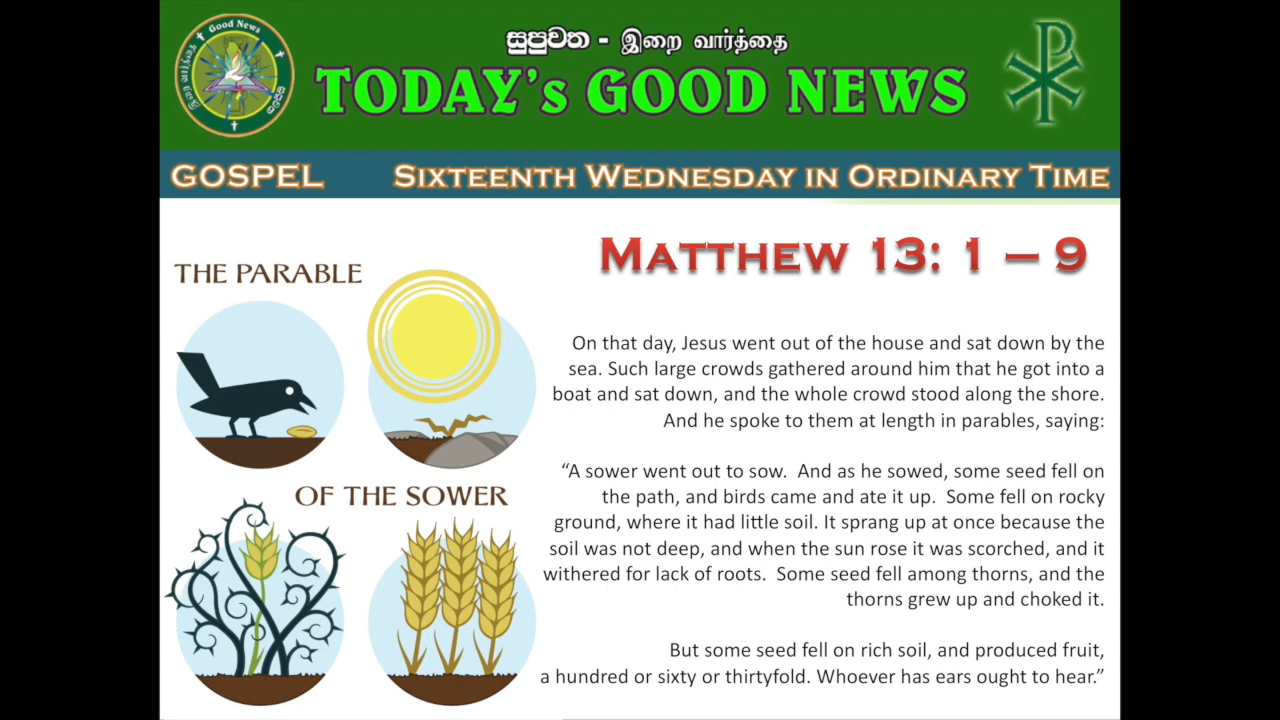 Good News
இறை வார்த்தை
සුපුවත
සුපුවත - இறை வார்த்தை
TODAY's GOOD NEWS
GOSPEL SIXTEENTH WEDNESDAY IN ORDINARY TIME
MATTHEW 13: 1 – 9
THE PARABLE
OF THE SOWER
On that day, Jesus went out of the house and sat down by the
sea. Such large crowds gathered around him that he got into a
boat and sat down, and the whole crowd stood along the shore.
And he spoke to them at length in parables, saying:
“A sower went out to sow. And as he sowed, some seed fell on
the path, and birds came and ate it up. Some fell on rocky
ground, where it had little soil. It sprang up at once because the
soil was not deep, and when the sun rose it was scorched, and it
withered for lack of roots. Some seed fell among thorns, and the
thorns grew up and choked it.
But some seed fell on rich soil, and produced fruit,
a hundred or sixty or thirtyfold. Whoever has ears ought to hear.”